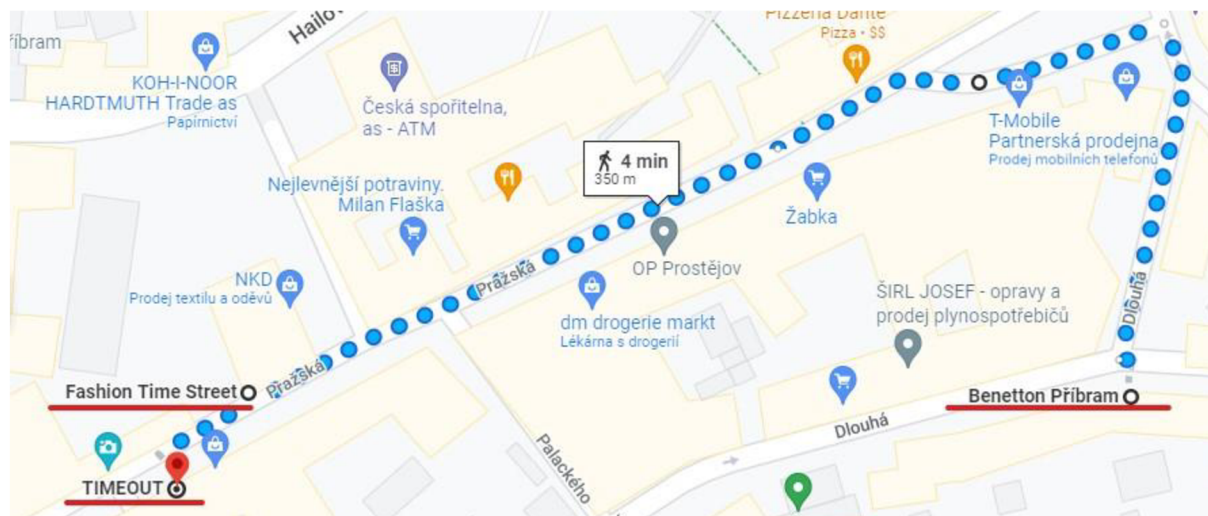 Pizzeria Dante
Pizza • $$
říbram
Hailo
KOH-I-NOOR
HARDTMUTH Trade as
Papírnictví
Česká spořitelna,
as - ATM
T-Mobile
Partnerská prodejna
Prodej mobilních telefonů
4 min
350 m
Nejlevnější potraviny.
Milan Flaška
Žabka
OP Prostějov
Pražská
NKD
Prodej textilu a oděvů
ŠIRL JOSEF - opravy a
prodej plynospotřebičů
Dlouhá
dm drogerie markt
Lékárna s drogerií
Pražská
Fashion Time Street
Benetton Příbram
Dlouhá
Palackého
TIMEOUT